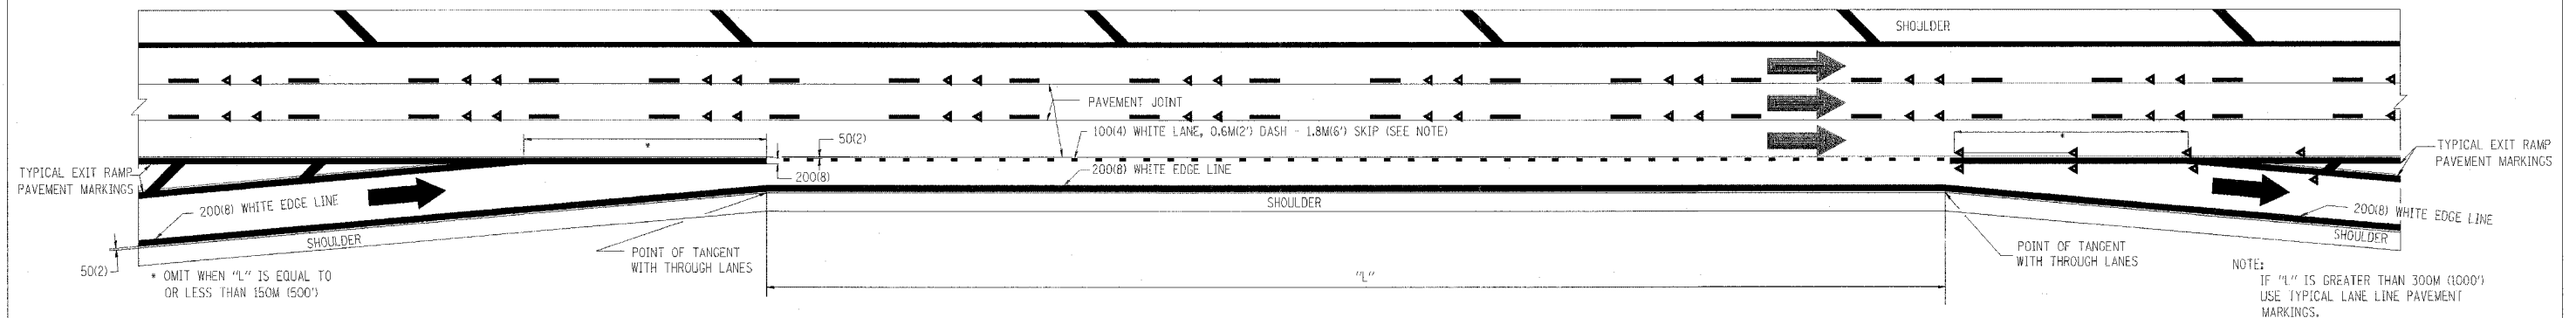 SHOULDER
PAVEMENT JOINT
100(4) WHITE LANE, 0.6M(2') DASH - 1.8M(6') SKIP (SEE NOTE)
50(2)
*
*
TYPICAL EXIT RAMP
PAVEMENT MARKINGS
TYPICAL EXIT RAMP
PAVEMENT MARKINGS
200(8)
200(8) WHITE EDGE LINE
200(8) WHITE EDGE LINE
SHOULDER
200(8) WHITE EDGE LINE
SHOULDER
SHOULDER
50(2)
* OMIT WHEN "L" IS EQUAL TO
OR LESS THAN 150M (500')
POINT OF TANGENT
WITH THROUGH LANES
"L"
POINT OF TANGENT
WITH THROUGH LANES
NOTE:
IF "L" IS GREATER THAN 300M (1000')
USE TYPICAL LANE LINE PAVEMENT
MARKINGS.